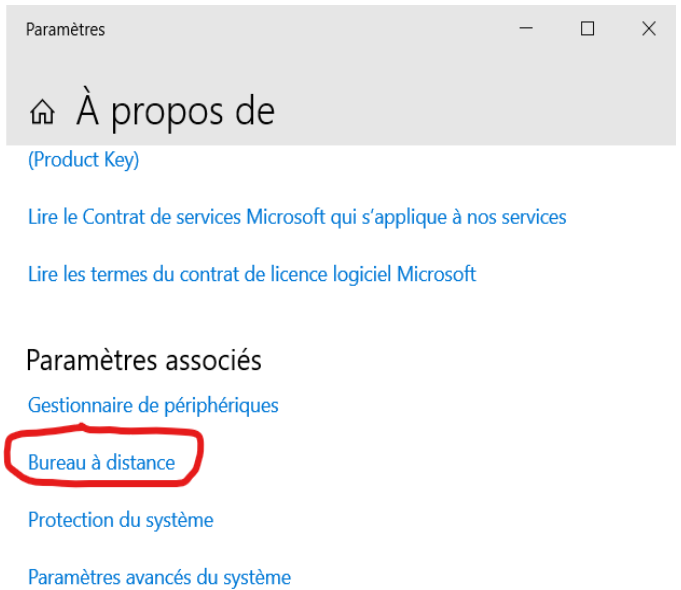 Paramètres
À propos de
(Product Key)
Lire le Contrat de services Microsoft qui s’applique à nos services
Lire les termes du contrat de licence logiciel Microsoft
Paramètres associés
Gestionnaire de périphériques
Bureau à distance
Protection du système
Paramètres avancés du système